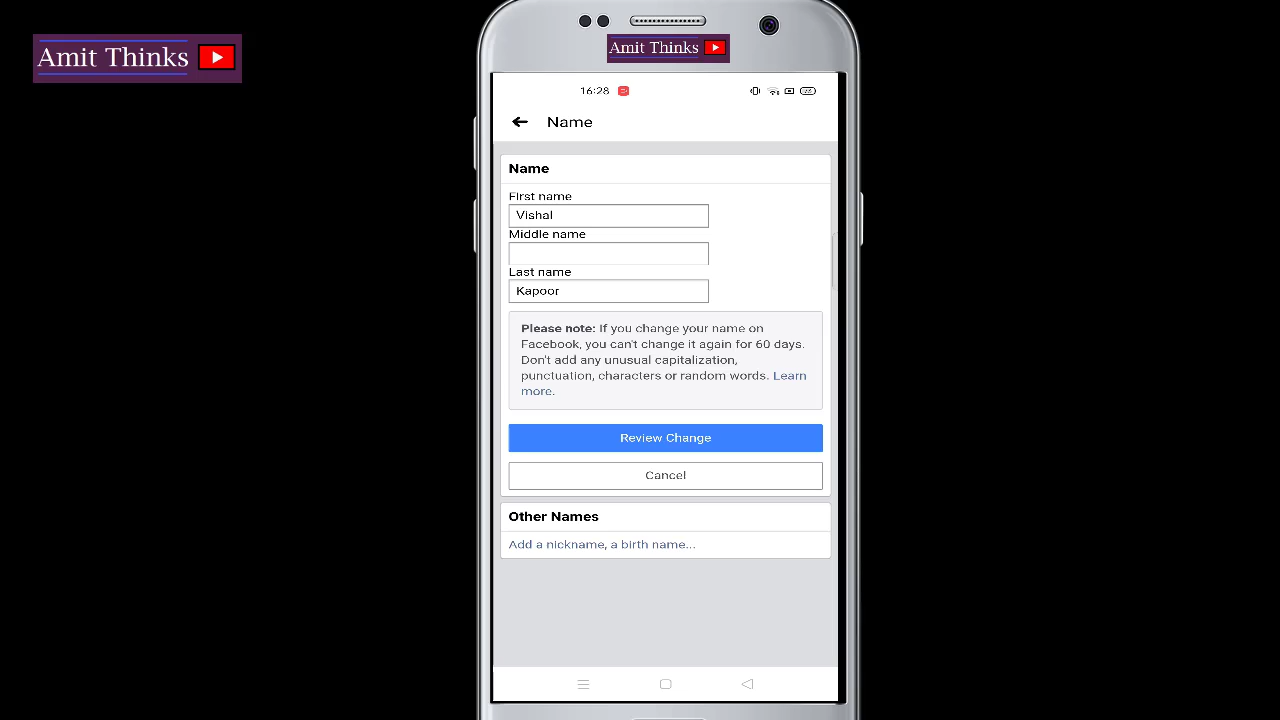 Amit Thinks
Amit Thinks
16:28
Name
Name
First name
Vishal
Middle name
Last name
Kapoor
Please note: If you change your name on
Facebook, you can't change it again for 60 days.
Don't add any unusual capitalization,
punctuation, characters or random words. Learn
more.
Review Change
Cancel
Other Names
Add a nickname, a birth name...